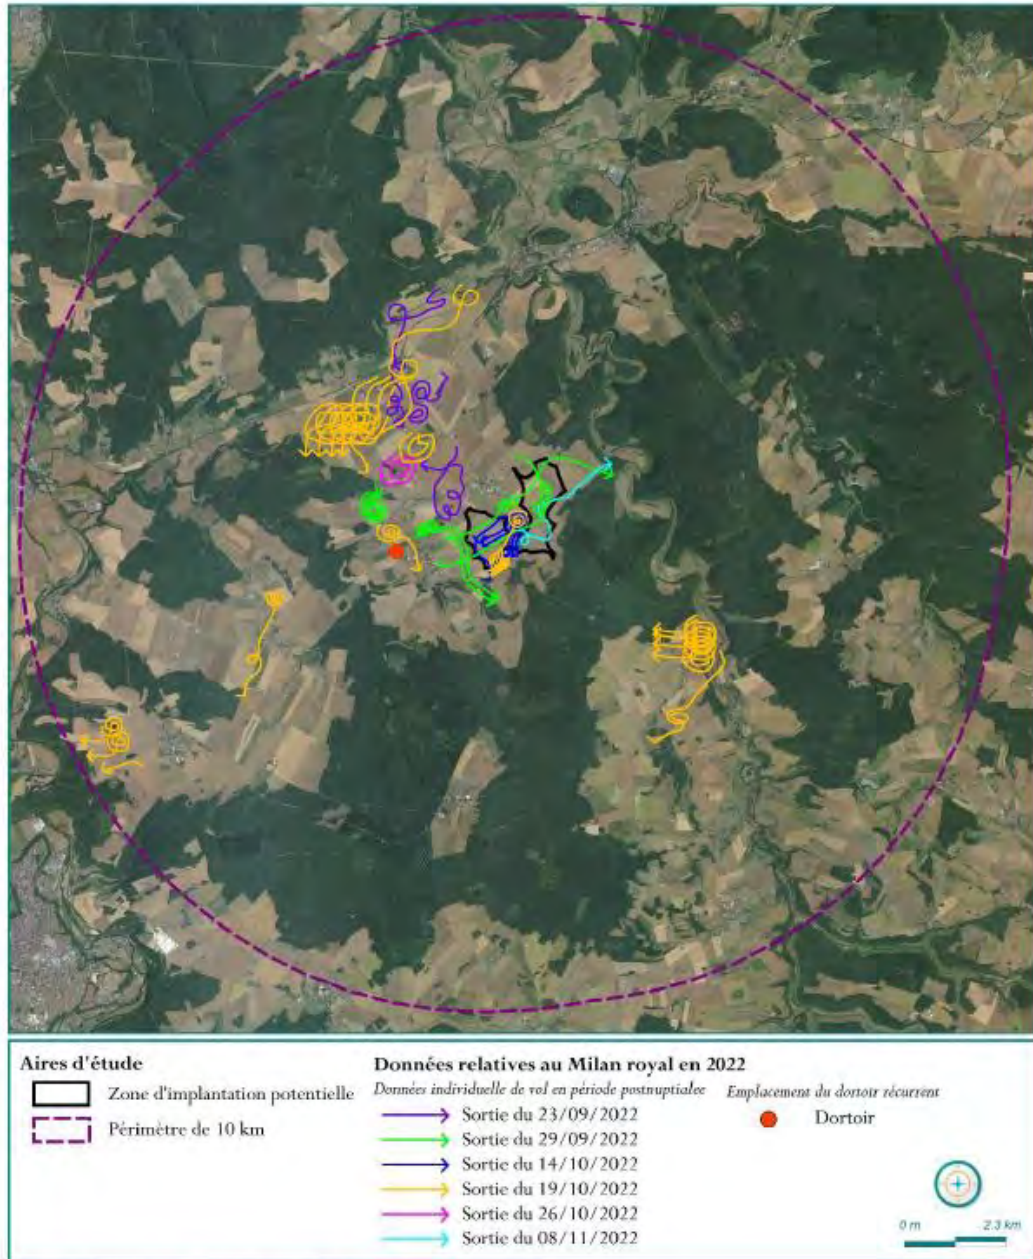 Aires d'étude
Zone d'implantation potentielle
Périmètre de 10 km
Données relatives au Milan royal en 2022
Données individuelle de vol en période postnuptialee
Sortie du 23/09/2022
Sortie du 29/09/2022
Sortie du 14/10/2022
Sortie du 19/10/2022
Sortie du 26/10/2022
Sortie du 08/11/2022
Emplacement du dortoir récurrent
Dortoir
0 m 2.3 km